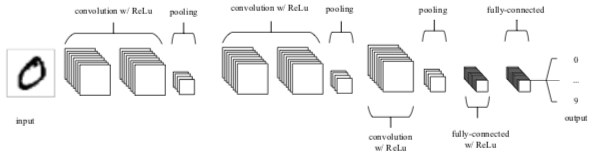 convolution w/ ReLu
pooling
convolution w/ ReLu
pooling
pooling
fully-connected
0
...
9
input
output
convolution
w/ ReLu
fully-connected
w/ ReLu